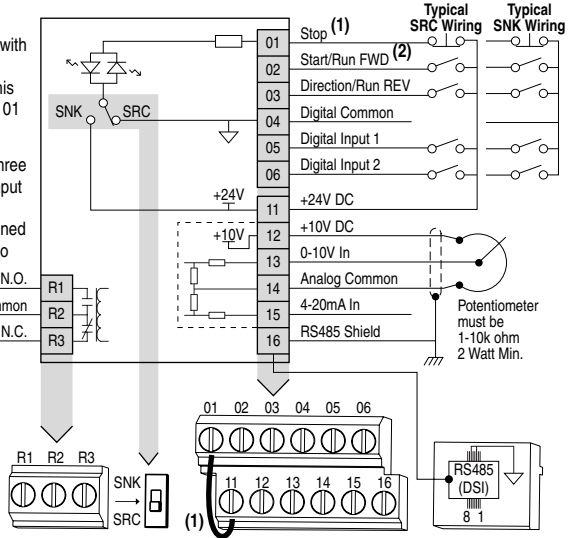 Typical Typical
SRC Wiring SNK Wiring
with
his
01
hree
put
ned
o
N.O.
mon
N.C.
R1
R2
R3
SNK SRC
+24V
+10V
01 Stop (1)
02 Start/Run FWD (2)
03 Direction/Run REV
04 Digital Common
05 Digital Input 1
06 Digital Input 2
11 +24V DC
12 +10V DC
13 0-10V In
14 Analog Common
15 4-20mA In
16 RS485 Shield
Potentiometer
must be
1-10k ohm
2 Watt Min.
R1 R2 R3
SNK
SRC
01 02 03 04 05 06
11 12 13 14 15 16
(1)
RS485
(DSI)
8 1